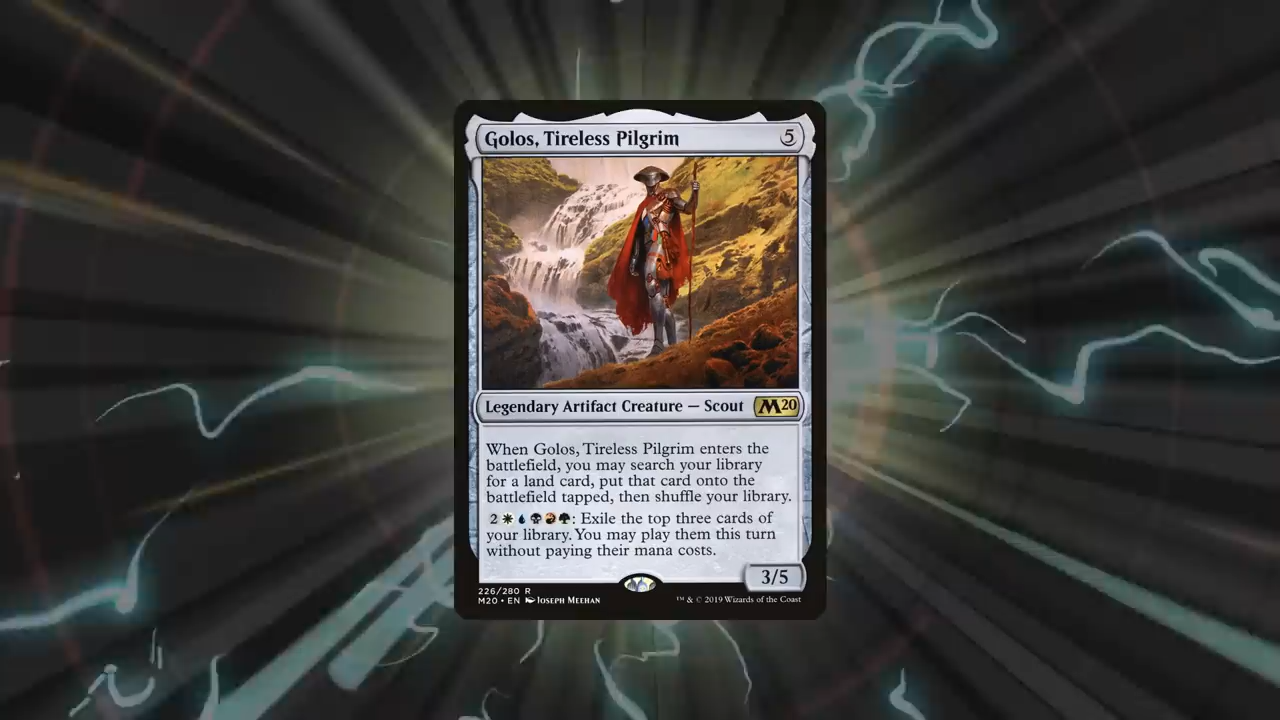 Golos, Tireless Pilgrim 5
Legendary Artifact Creature — Scout M20
When Golos, Tireless Pilgrim enters the
battlefield, you may search your library
for a land card, put that card onto the
battlefield tapped, then shuffle your library.
2: Exile the top three cards of
your library. You may play them this turn
without paying their mana costs.
3/5
226/280 R
M20 • EN Joseph Meehan
™ & © 2019 Wizards of the Coast